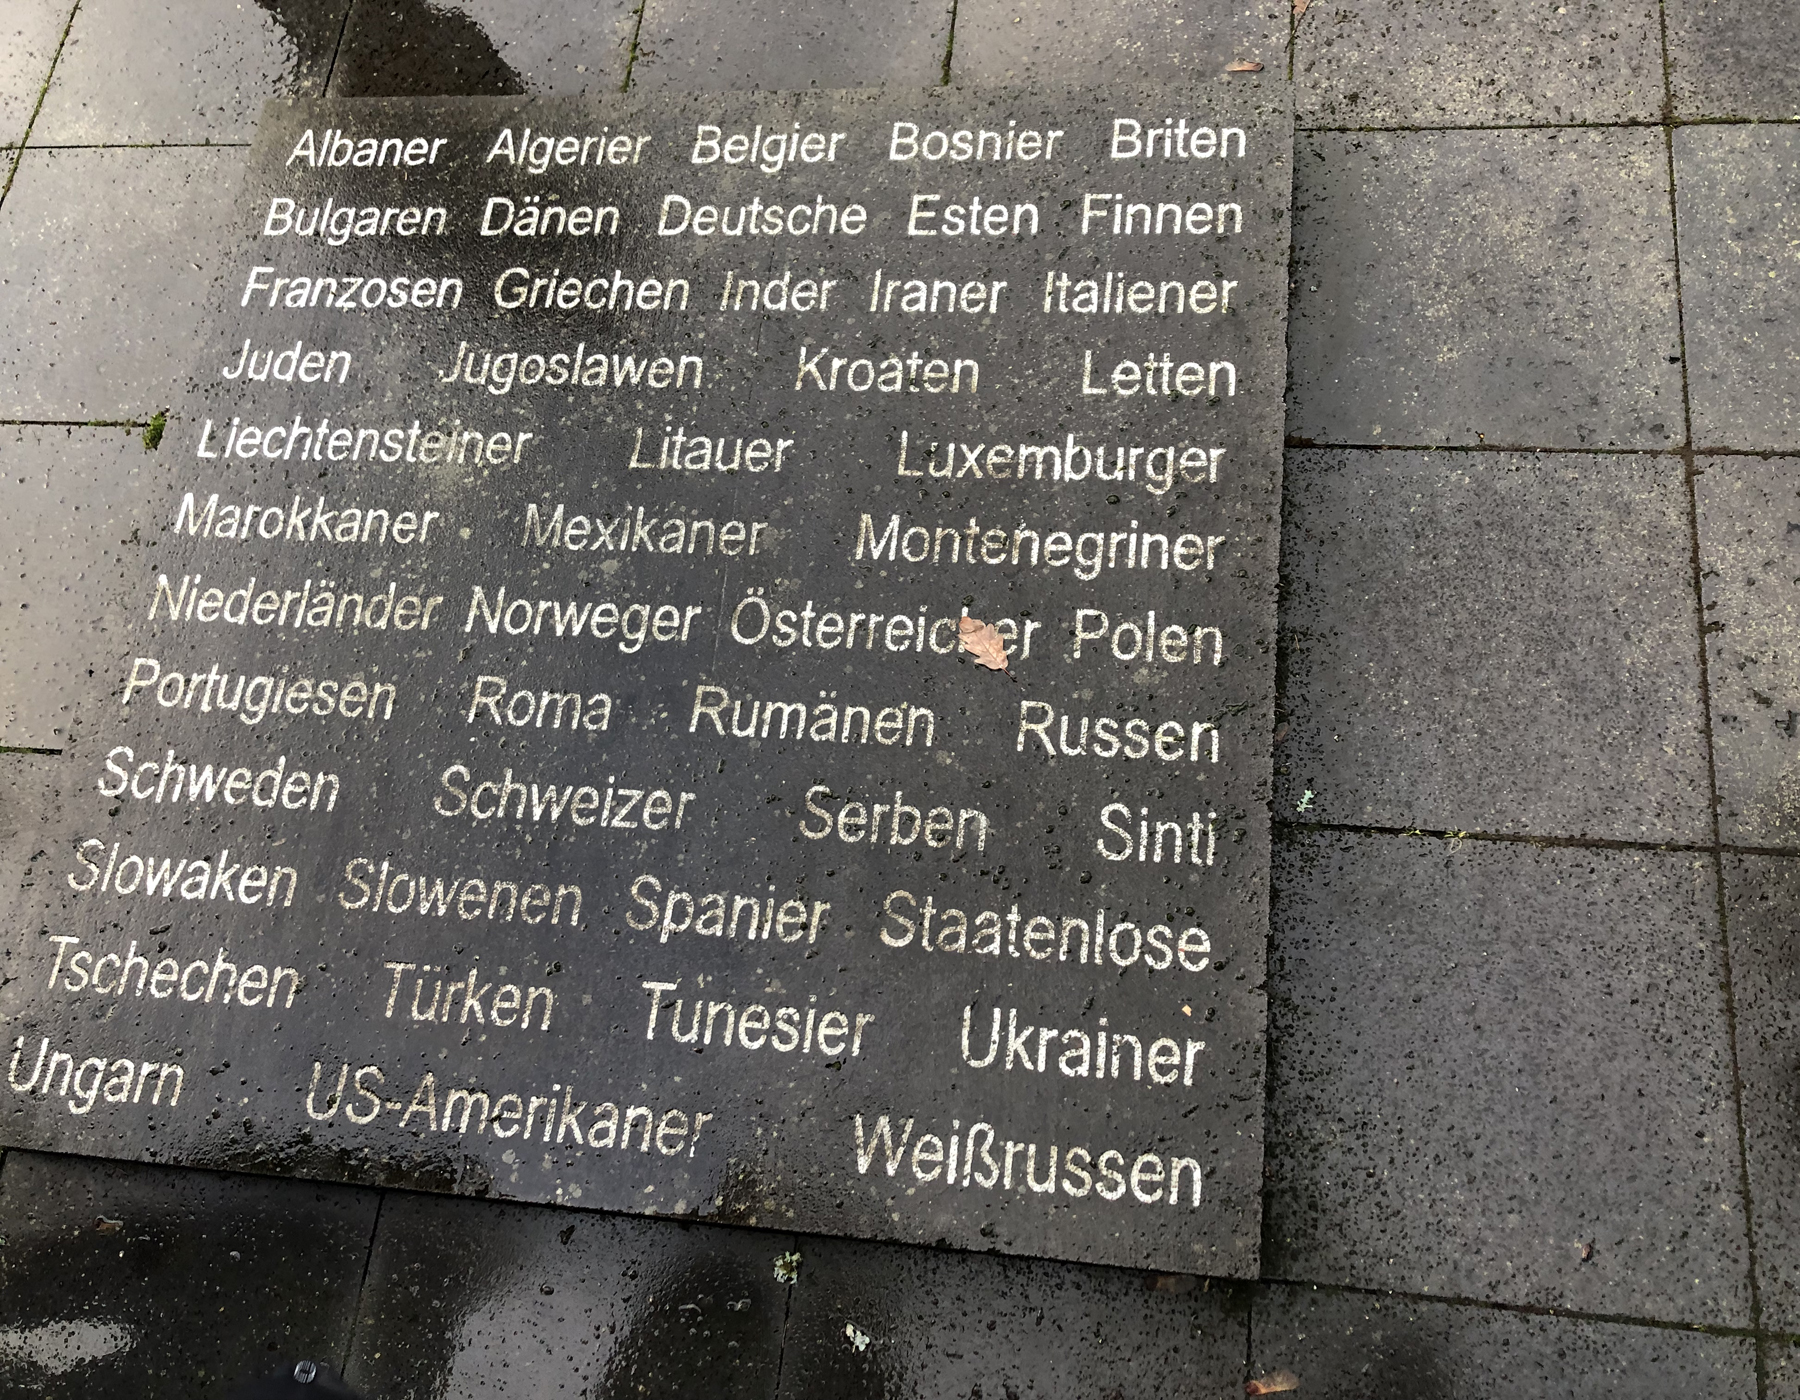 Albaner Algerier Belgier Bosnier Briten
Bulgaren Dänen Deutsche Esten Finnen
Franzosen Griechen Inder Iraner Italiener
Juden Jugoslawen Kroaten Letten
Liechtensteiner Litauer Luxemburger
Marokkaner Mexikaner Montenegriner
Niederländer Norweger Österreicher Polen
Portugiesen Roma Rumänen Russen
Schweden Schweizer Serben Sinti
Slowaken Slowenen Spanier Staatenlose
Tschechen Türken Tunesier Ukrainer
Ungarn US-Amerikaner Weißrussen